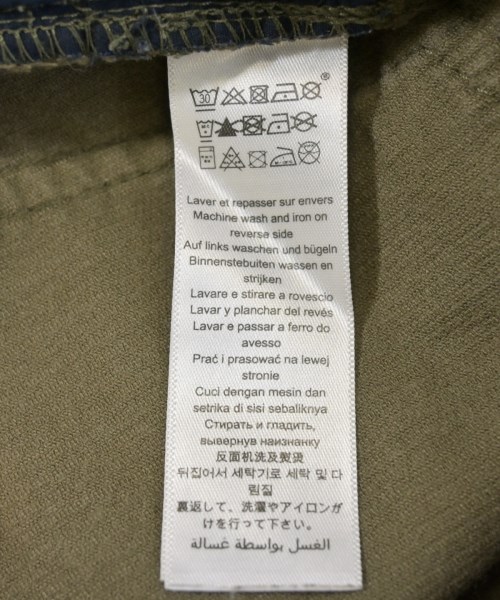 30
®
Laver et repasser sur envers
Machine wash and iron on
reverse side
Auf links waschen und bügeln
Binnenstebuiten wassen en
strijken
Lavare e stirare a rovescio
Lavar y planchar del revés
Lavar e passar a ferro do
avesso
Prać i prasować na lewej
stronie
Cuci dengan mesin dan
setrika di sisi sebaliknya
Стирать и гладить,
вывернув наизнанку
反面机洗及熨烫
뒤집어서 세탁기로 세탁 및 다
림질
裏返して、洗濯やアイロンが
けを行って下さい。
الغسل بواسطة غسالة